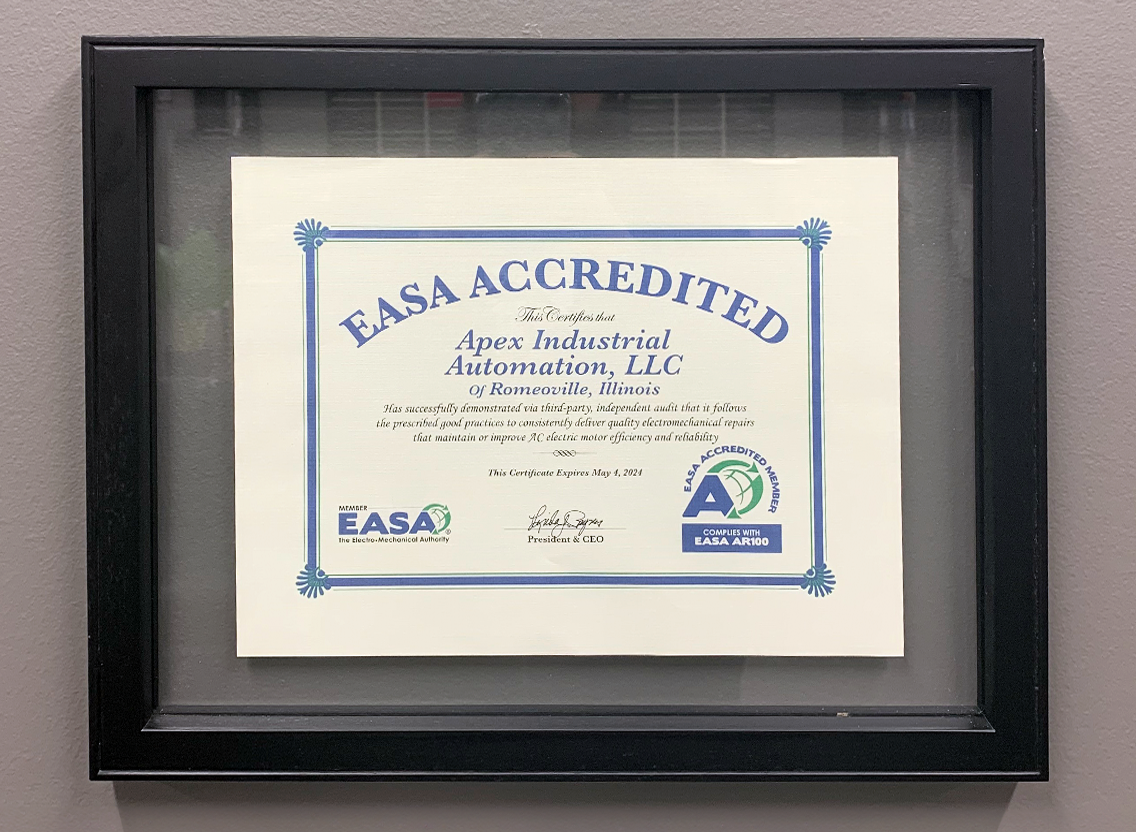 EASA ACCREDITED
This Certifies that
Apex Industrial
Automation, LLC
Of Romeoville, Illinois
Has successfully demonstrated via third-party, independent audit that it follows
the prescribed good practices to consistently deliver quality electromechanical repairs
that maintain or improve AC electric motor efficiency and reliability
This Certificate Expires May 4, 2024
MEMBER
EASA®
The Electro•Mechanical Authority
President & CEO
EASA ACCREDITED MEMBER
A
COMPLIES WITH
EASA AR100